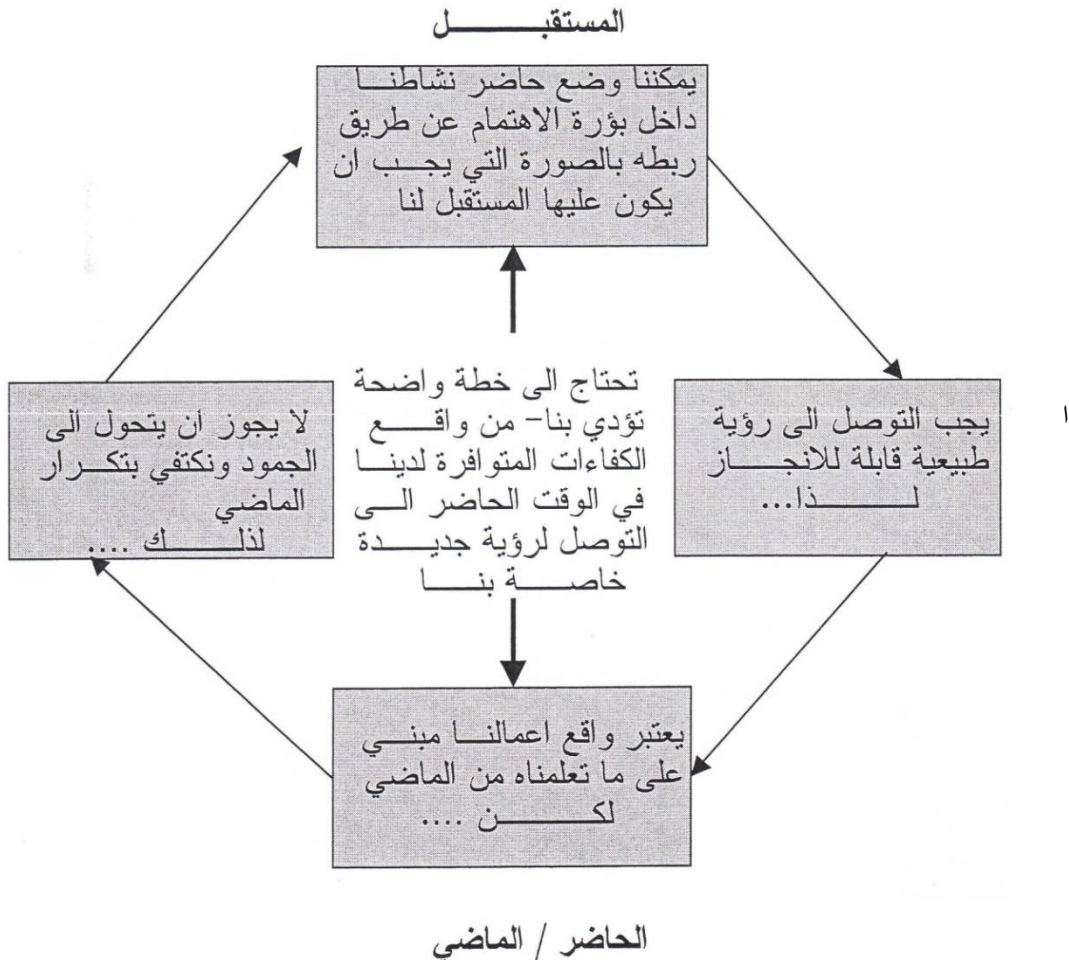 المستقبل
يمكننا وضع حاضر نشاطنا
داخل بؤرة الاهتمام عن طريق
ربطه بالصورة التي يجب ان
يكون عليها المستقبل لنا
يجب التوصل الى رؤية
طبيعية قابلة للانجاز
لذا...
تحتاج الى خطة واضحة
تؤدي بنا- من واقع
الكفاءات المتوافرة لدينا
في الوقت الحاضر الى
التوصل لرؤية جديدة
خاصة بنا
لا يجوز ان يتحول الى
الجمود ونكتفي بتكرار
الماضي
لذلك ....
يعتبر واقع اعمالنا مبني
على ما تعلمناه من الماضي
لكن ....
الحاضر / الماضي
ا